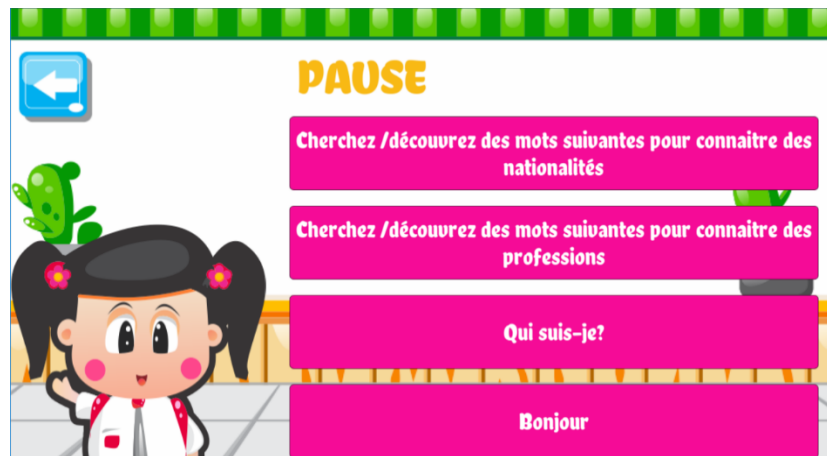 PAUSE
Cherchez /découvrez des mots suivantes pour connaitre des
nationalités
Cherchez /découvrez des mots suivantes pour connaitre des
professions
Qui suis-je?
Bonjour